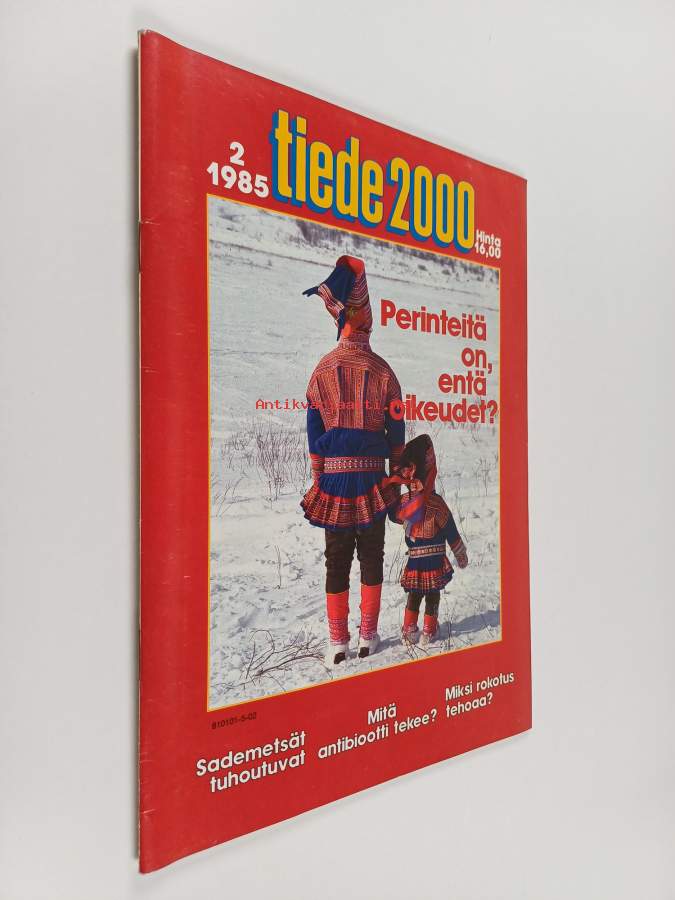 2
1985
tiede 2000
Hinta
16,00
Perinteitä
on,
entä
oikeudet?
Antikvariaatti.
810101-5-02
Sademetsät
tuhoutuvat
Mitä
antibiootti tekee?
Miksi rokotus
tehoaa?